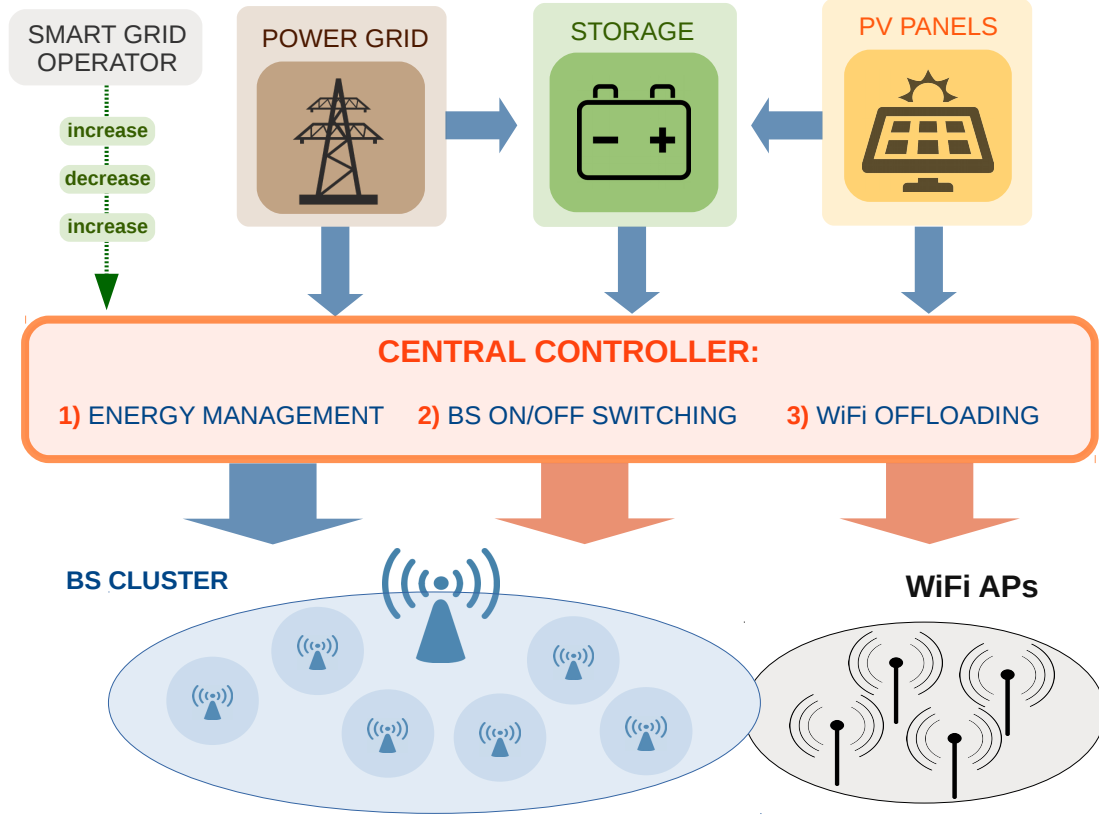 SMART GRID
OPERATOR
POWER GRID
STORAGE
PV PANELS
increase
decrease
increase
CENTRAL CONTROLLER:
1) ENERGY MANAGEMENT
2) BS ON/OFF SWITCHING
3) WiFi OFFLOADING
BS CLUSTER
WiFi APs